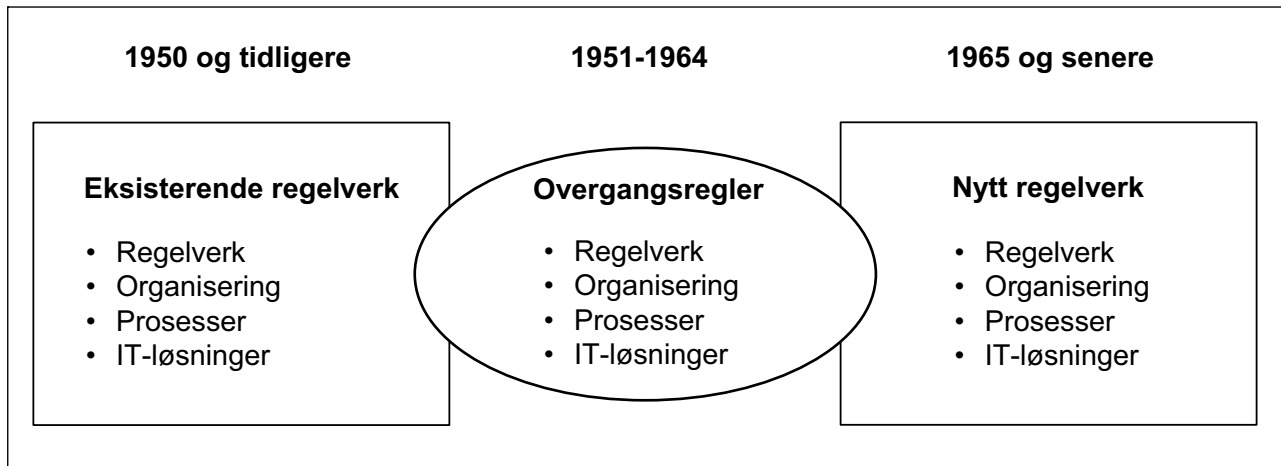 1950 og tidligere
1951-1964
1965 og senere
Eksisterende regelverk
• Regelverk
• Organisering
• Prosesser
• IT-løsninger
Overgangsregler
• Regelverk
• Organisering
• Prosesser
• IT-løsninger
Nytt regelverk
• Regelverk
• Organisering
• Prosesser
• IT-løsninger